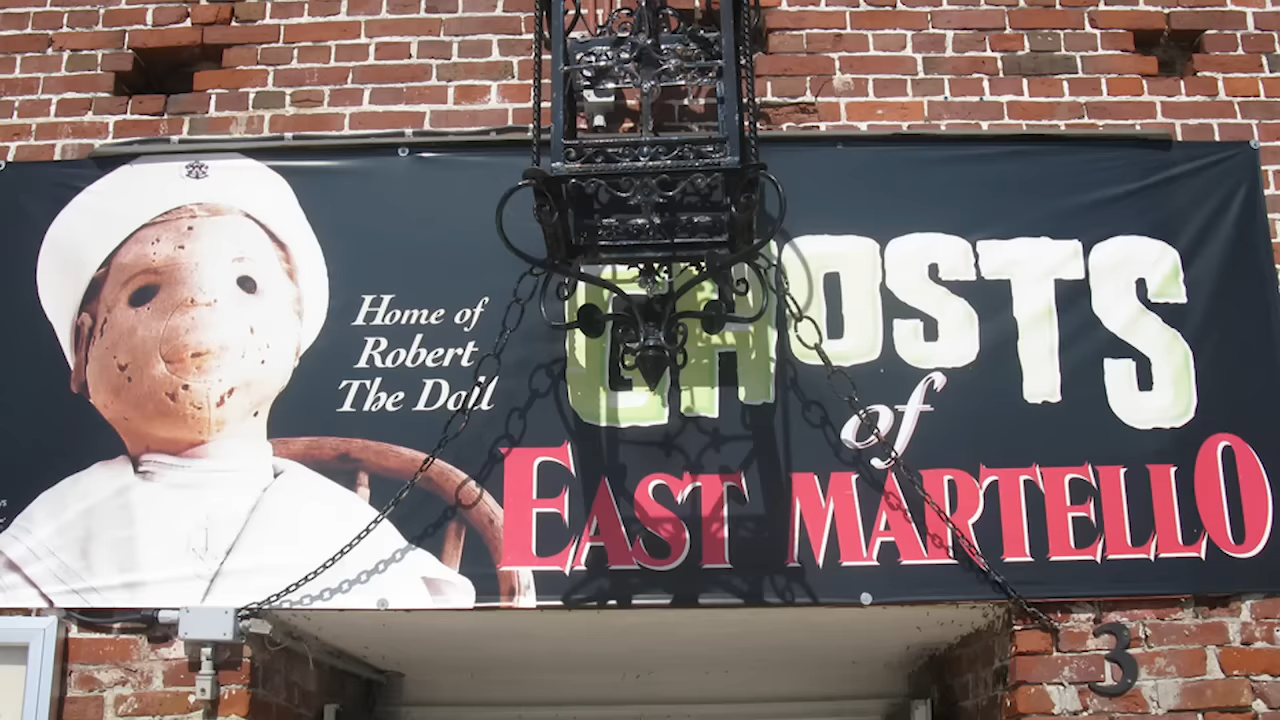 Home of
Robert
The Doll
GHOSTS
of
EAST MARTELLO
3